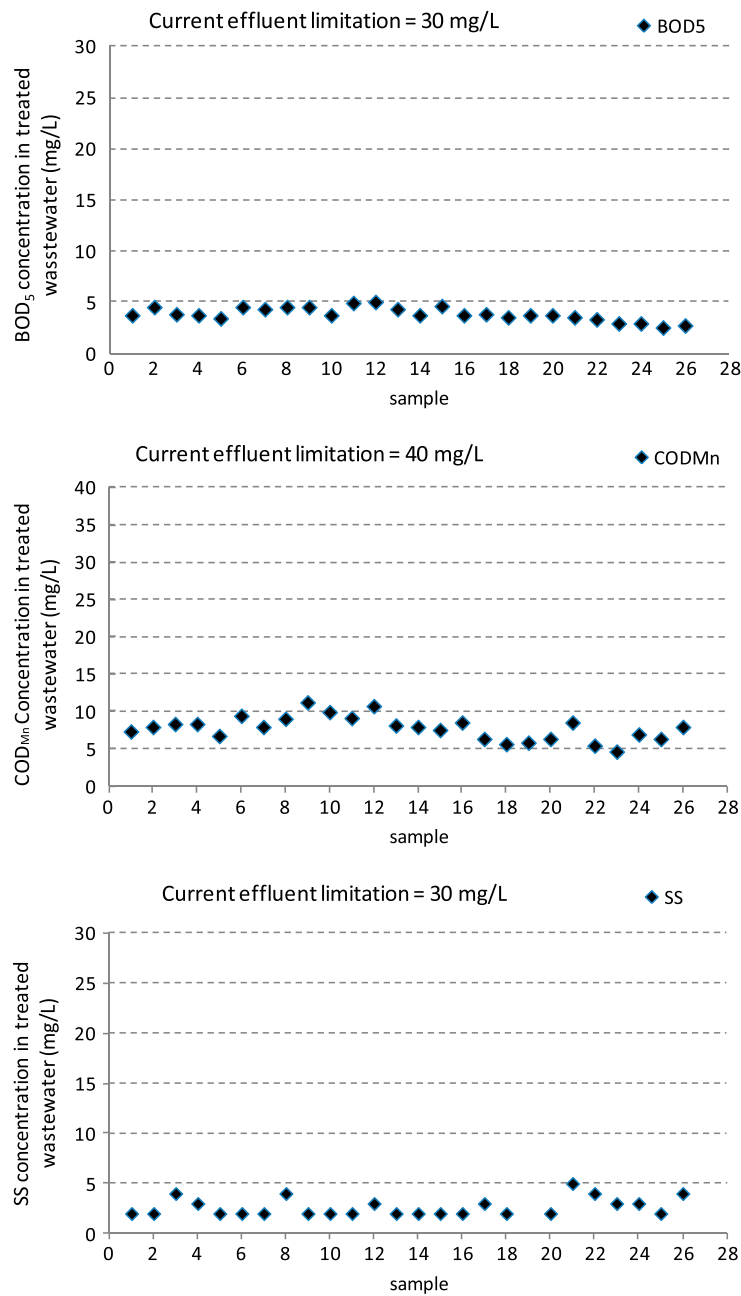 Current effluent limitation = 30 mg/L
BOD5
BOD5 concentration in treated
wasstewater (mg/L)
30
25
20
15
10
5
0
0 2 4 6 8 10 12 14 16 18 20 22 24 26 28
sample
Current effluent limitation = 40 mg/L
CODMn
CODMn Concentration in treated
wastewater (mg/L)
40
35
30
25
20
15
10
5
0
0 2 4 6 8 10 12 14 16 18 20 22 24 26 28
sample
Current effluent limitation = 30 mg/L
SS
SS concentration in treated
wastewater (mg/L)
30
25
20
15
10
5
0
0 2 4 6 8 10 12 14 16 18 20 22 24 26 28
sample